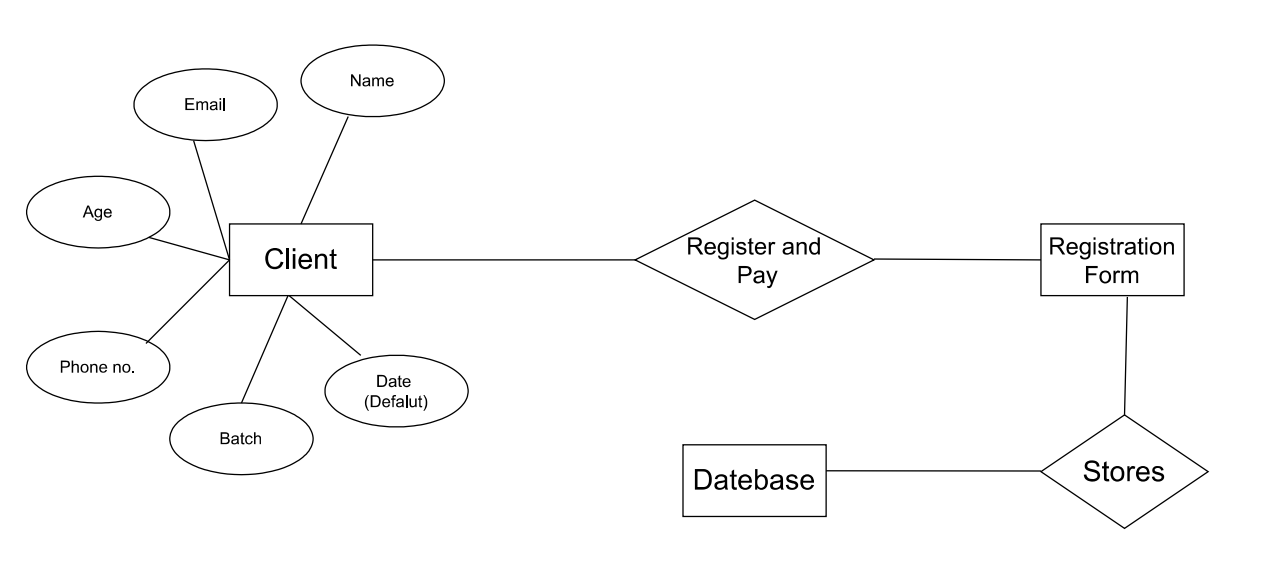 Name
Email
Age
Client
Register and
Pay
Registration
Form
Phone no.
Date
(Defalut)
Batch
Datebase
Stores